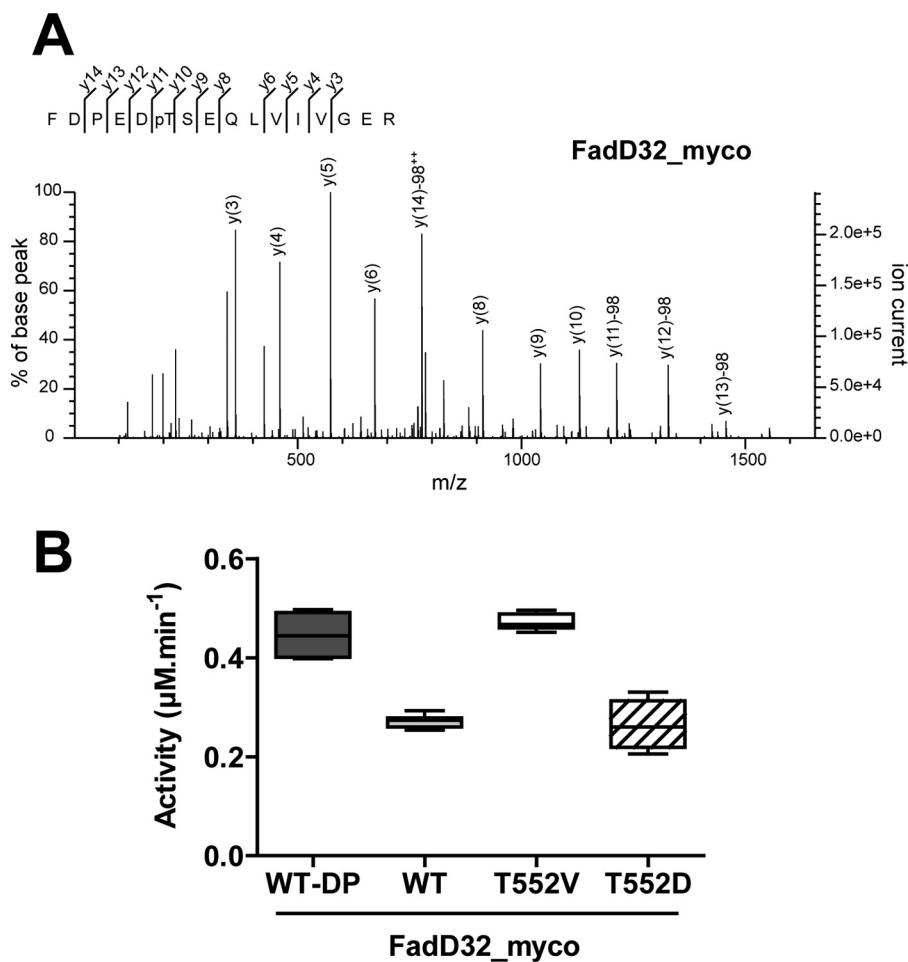 A
y14 y13 y12 y11 y10 y9 y8 y6 y5 y4 y3
F D P E D pT S E Q L V I V G E R
FadD32_myco
% of base peak
100
80
60
40
20
0
y(3)
y(4)
y(5)
y(6)
y(14)-98++
y(8)
y(9)
y(10)
y(11)-98
y(12)-98
y(13)-98
2.0e+5
1.5e+5
1.0e+5
5.0e+4
0.0e+0
ion current
500 1000 1500
m/z
B
Activity (µM.min-1)
0.6
0.4
0.2
0.0
WT-DP WT T552V T552D
FadD32_myco